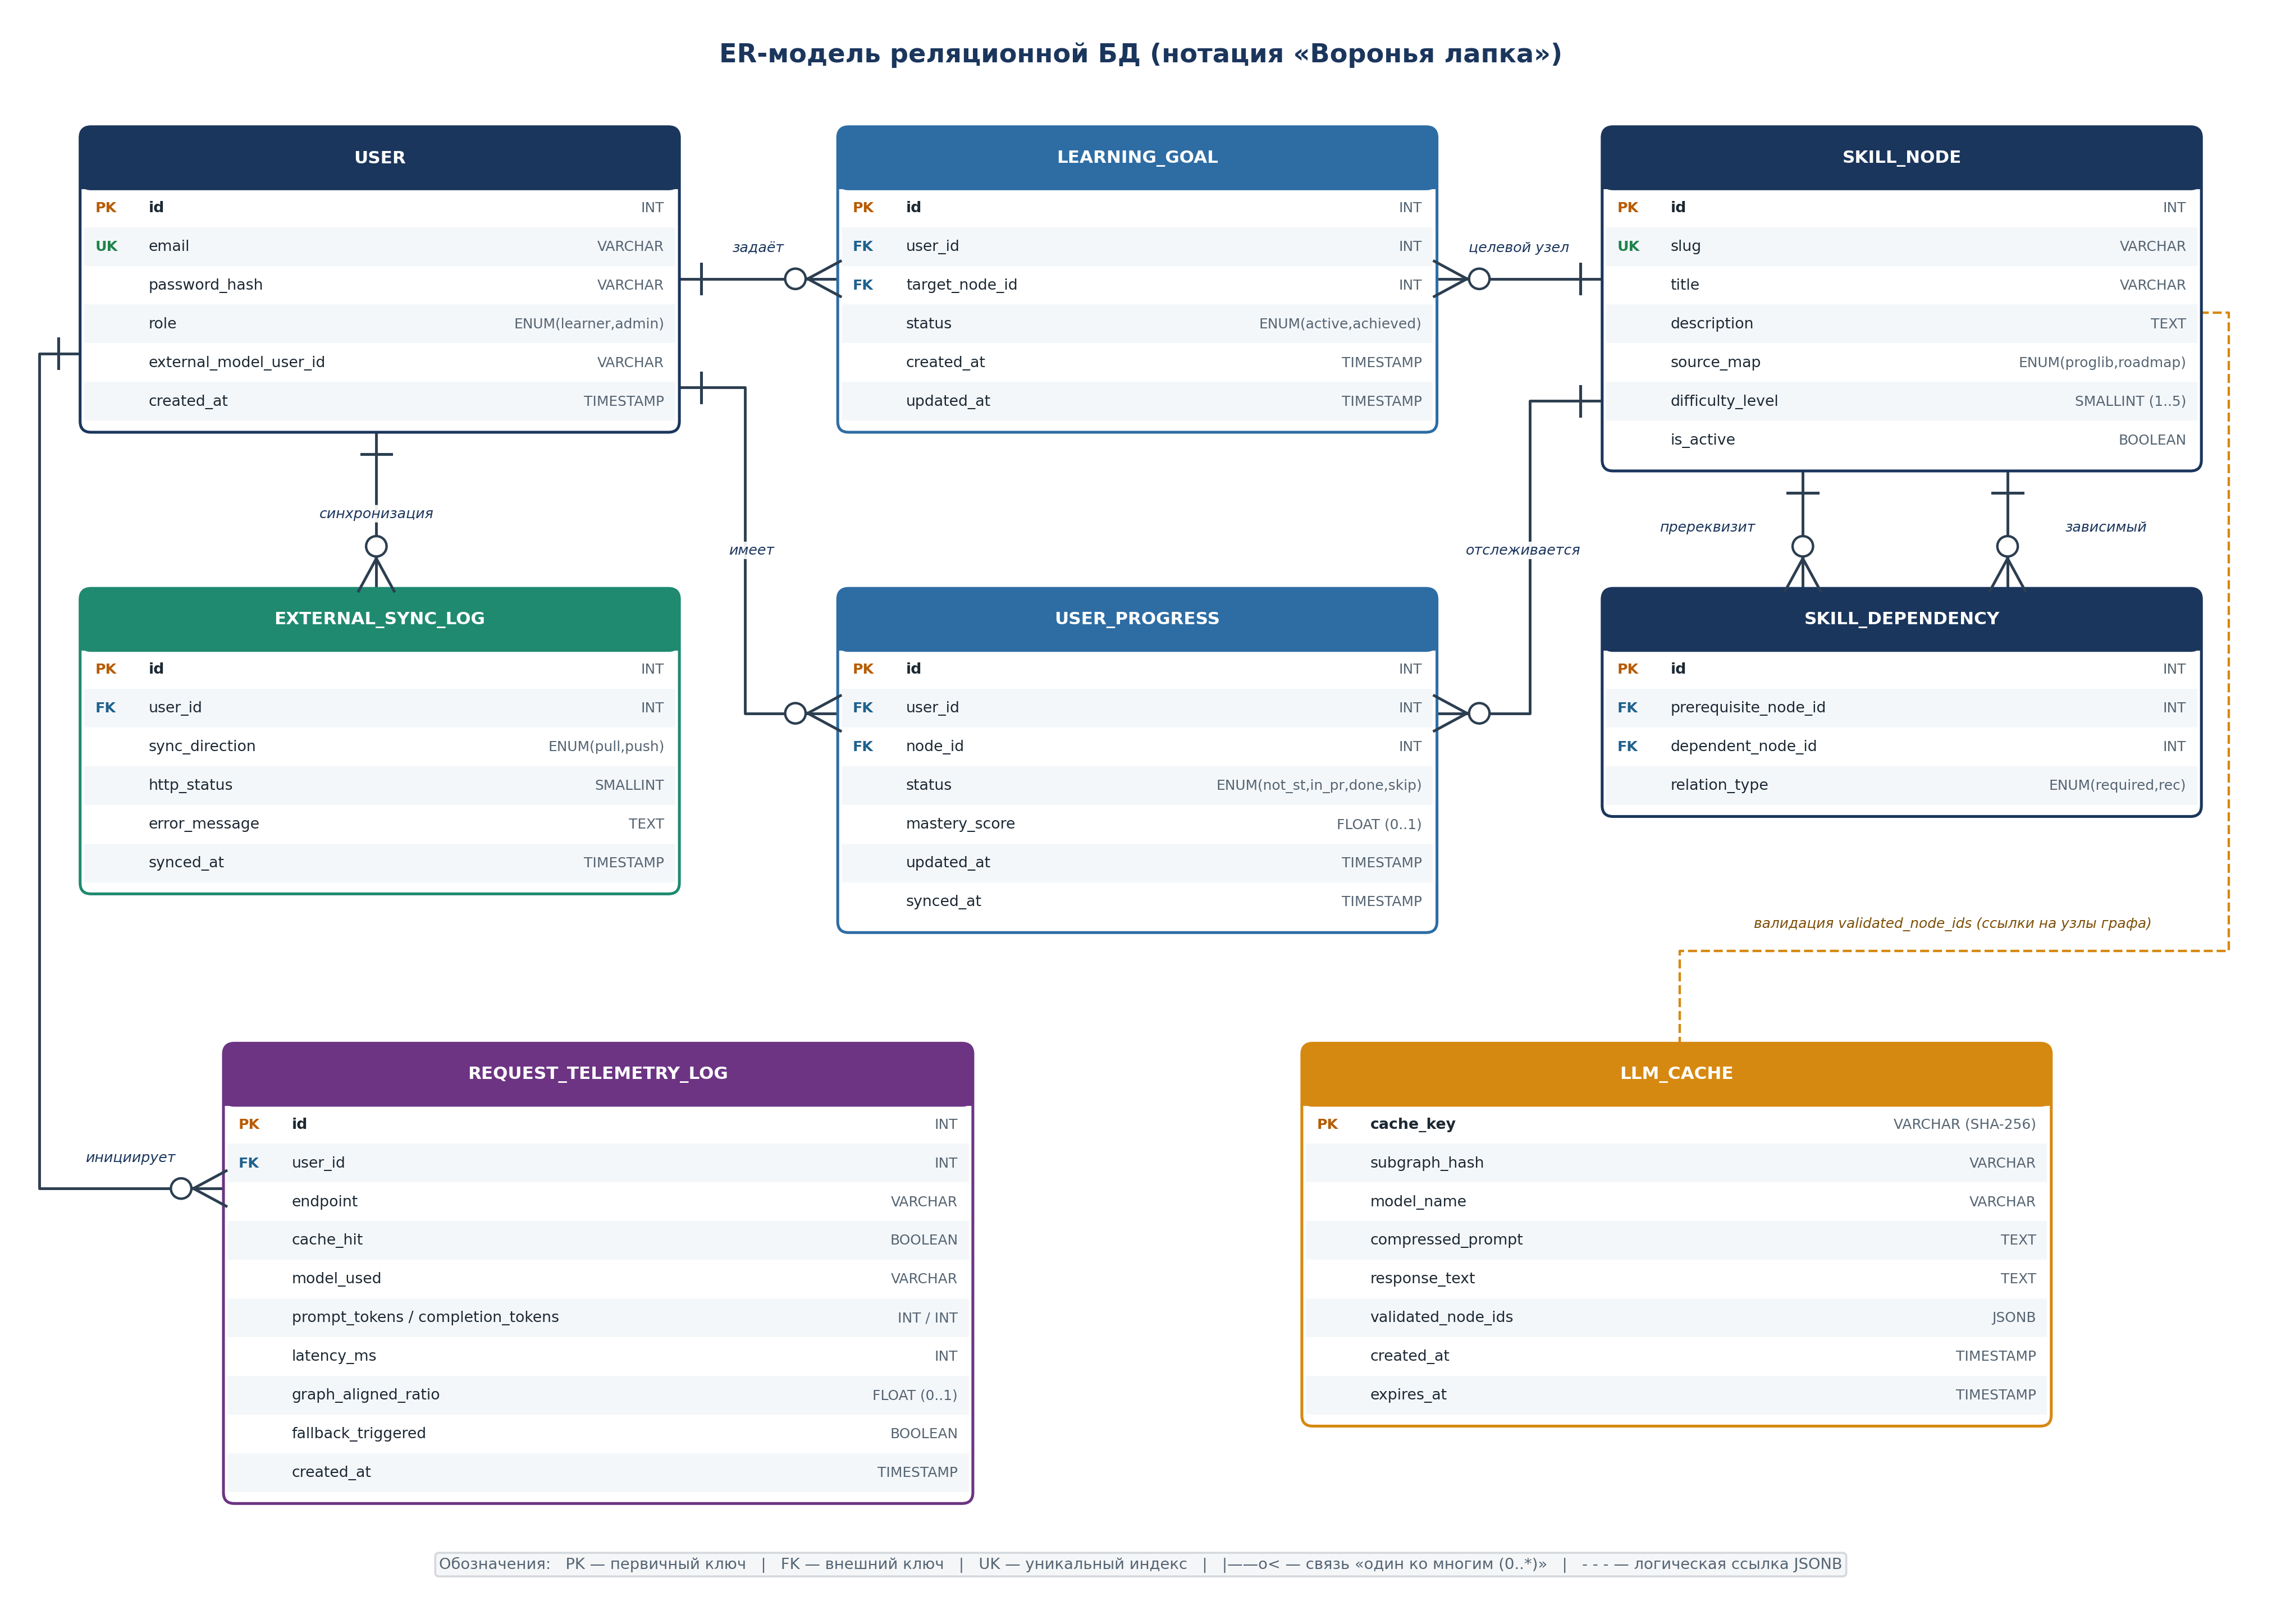 ER-модель реляционной БД (нотация «Воронья лапка»)
USER
PK id INT
UK email VARCHAR
password_hash VARCHAR
role ENUM(learner,admin)
external_model_user_id VARCHAR
created_at TIMESTAMP
задаёт
LEARNING_GOAL
PK id INT
FK user_id INT
FK target_node_id INT
status ENUM(active,achieved)
created_at TIMESTAMP
updated_at TIMESTAMP
целевой узел
SKILL_NODE
PK id INT
UK slug VARCHAR
title VARCHAR
description TEXT
source_map ENUM(proglib,roadmap)
difficulty_level SMALLINT (1..5)
is_active BOOLEAN
синхронизация
имеет
отслеживается
пререквизит
зависимый
EXTERNAL_SYNC_LOG
PK id INT
FK user_id INT
sync_direction ENUM(pull,push)
http_status SMALLINT
error_message TEXT
synced_at TIMESTAMP
USER_PROGRESS
PK id INT
FK user_id INT
FK node_id INT
status ENUM(not_st,in_pr,done,skip)
mastery_score FLOAT (0..1)
updated_at TIMESTAMP
synced_at TIMESTAMP
SKILL_DEPENDENCY
PK id INT
FK prerequisite_node_id INT
FK dependent_node_id INT
relation_type ENUM(required,rec)
валидация validated_node_ids (ссылки на узлы графа)
инициирует
REQUEST_TELEMETRY_LOG
PK id INT
FK user_id INT
endpoint VARCHAR
cache_hit BOOLEAN
model_used VARCHAR
prompt_tokens / completion_tokens INT / INT
latency_ms INT
graph_aligned_ratio FLOAT (0..1)
fallback_triggered BOOLEAN
created_at TIMESTAMP
LLM_CACHE
PK cache_key VARCHAR (SHA-256)
subgraph_hash VARCHAR
model_name VARCHAR
compressed_prompt TEXT
response_text TEXT
validated_node_ids JSONB
created_at TIMESTAMP
expires_at TIMESTAMP
Обозначения: PK — первичный ключ | FK — внешний ключ | UK — уникальный индекс | |——o< — связь «один ко многим (0..*)» | - - - — логическая ссылка JSONB